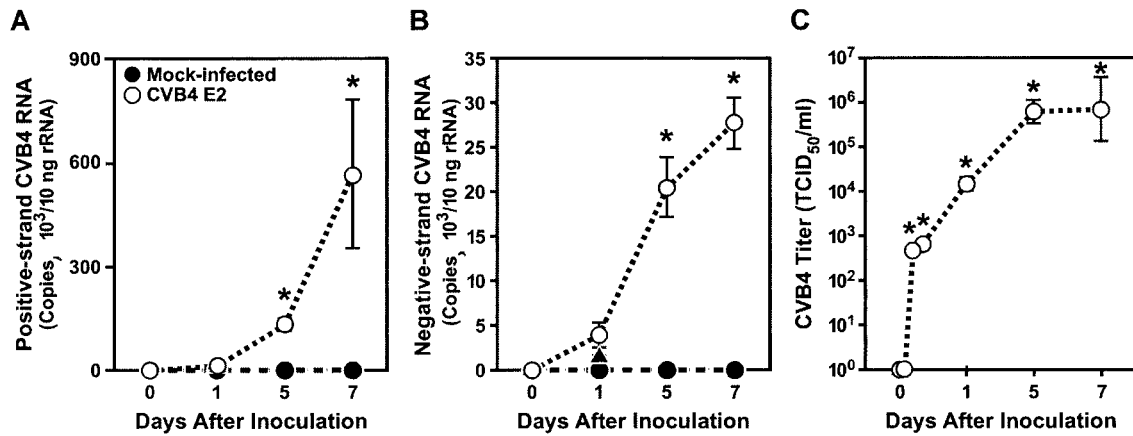 A
Positive-strand CVB4 RNA
(Copies, 10³/10 ng rRNA)
900
600
300
0
Mock-infected
CVB4 E2
*
*
0 1 5 7
Days After Inoculation
B
Negative-strand CVB4 RNA
(Copies, 10³/10 ng rRNA)
35
30
25
20
15
10
5
0
*
*
0 1 5 7
Days After Inoculation
C
CVB4 Titer (TCID₅₀/ml)
10⁷
10⁶
10⁵
10⁴
10³
10²
10¹
10⁰
* *
*
*
*
0 1 5 7
Days After Inoculation